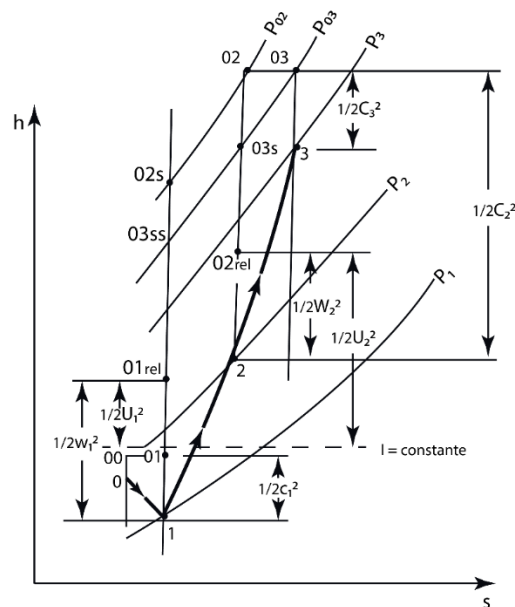 P₀₂
P₀₃
P₃
02
03
h
1/2C₃²
02s
03s
3
P₂
1/2C₂²
03ss
02rel
P₁
1/2W₂²
1/2U₂²
01rel
2
1/2U₁²
1/2w₁²
00
01
I = constante
0
1/2c₁²
1
s